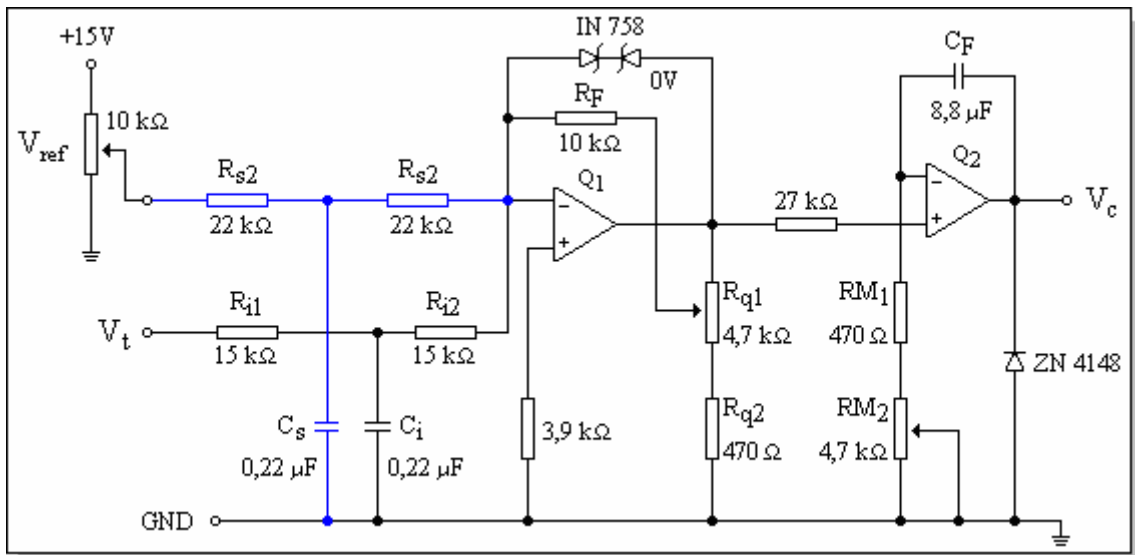 IN 758
+15V
0V
C_F
8,8 µF
R_F
10 kΩ
10 kΩ
V_ref
R_s2
22 kΩ
R_s2
22 kΩ
Q_1
−
+
27 kΩ
Q_2
−
+
V_c
V_t
R_i1
15 kΩ
R_i2
15 kΩ
R_q1
4,7 kΩ
RM_1
470 Ω
ZN 4148
C_s
0,22 µF
C_i
0,22 µF
3,9 kΩ
R_q2
470 Ω
RM_2
4,7 kΩ
GND